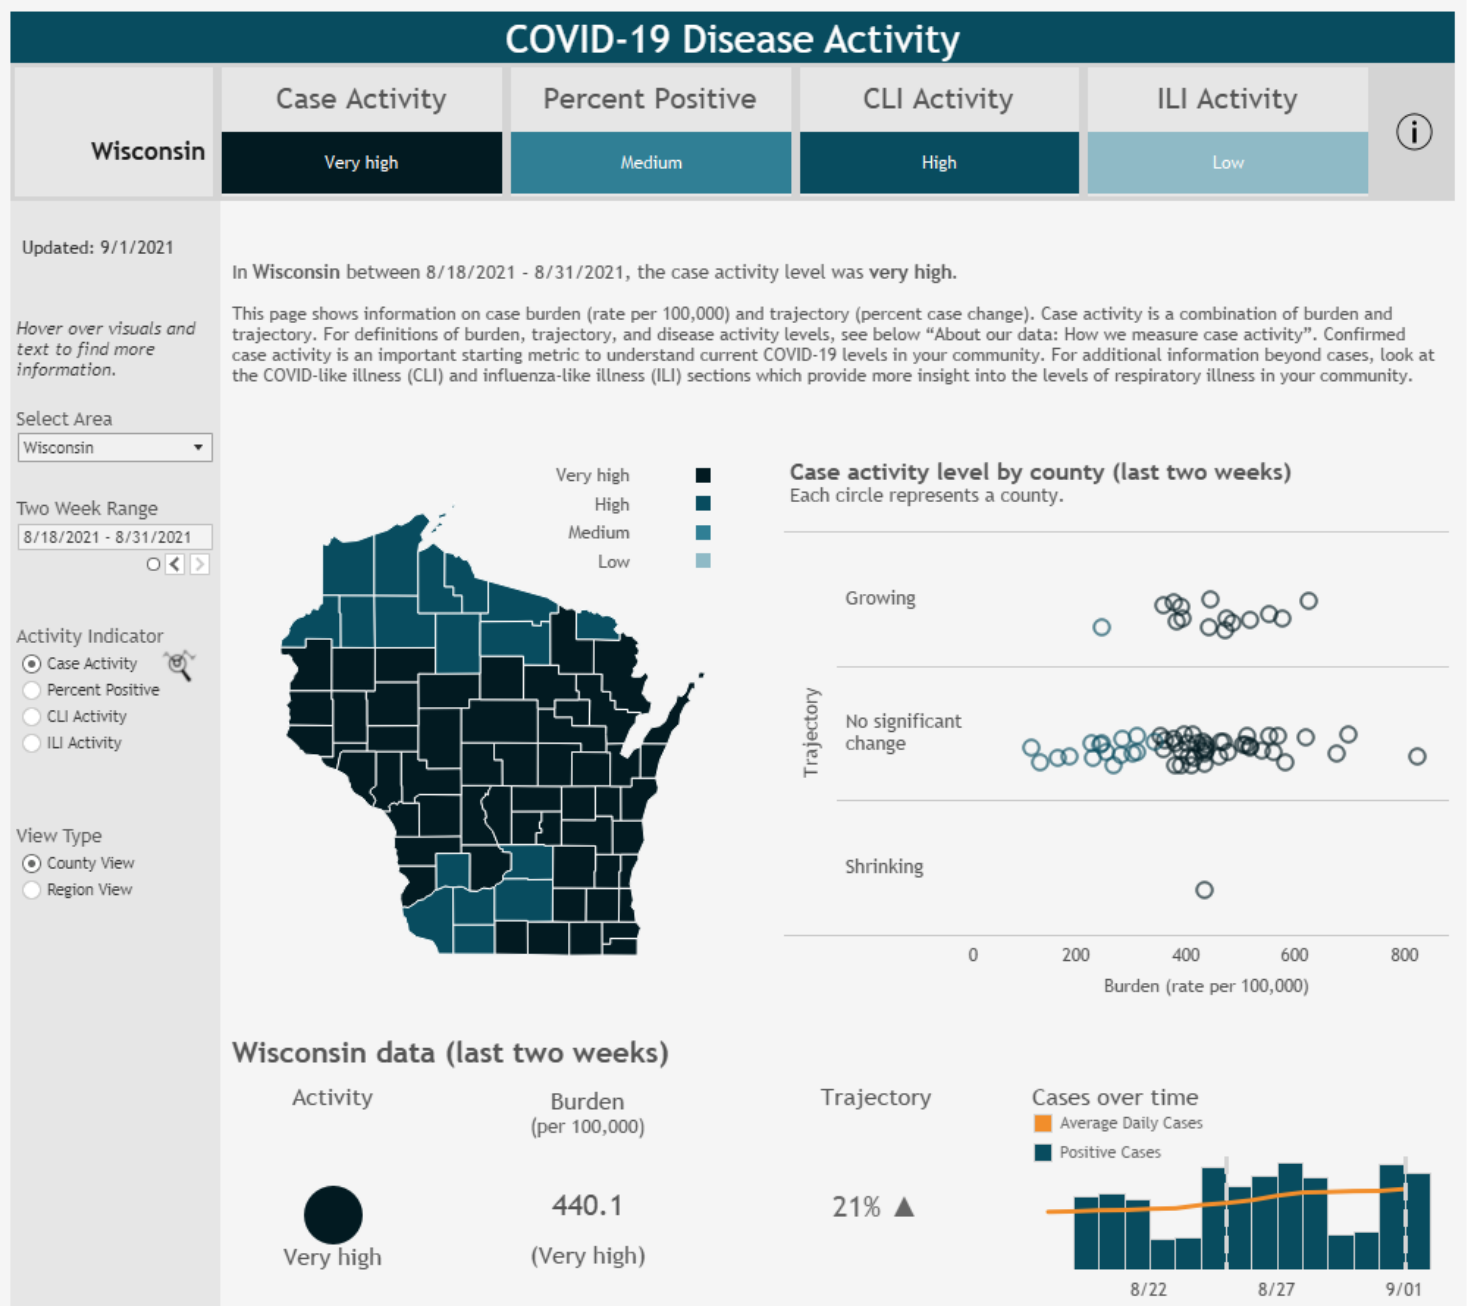 COVID-19 Disease Activity
Wisconsin
Case Activity
Very high
Percent Positive
Medium
CLI Activity
High
ILI Activity
Low
i
Updated: 9/1/2021
Hover over visuals and
text to find more
information.
Select Area
Wisconsin
Two Week Range
8/18/2021 - 8/31/2021
Activity Indicator
Case Activity
Percent Positive
CLI Activity
ILI Activity
View Type
County View
Region View
In Wisconsin between 8/18/2021 - 8/31/2021, the case activity level was very high.
This page shows information on case burden (rate per 100,000) and trajectory (percent case change). Case activity is a combination of burden and
trajectory. For definitions of burden, trajectory, and disease activity levels, see below “About our data: How we measure case activity”. Confirmed
case activity is an important starting metric to understand current COVID-19 levels in your community. For additional information beyond cases, look at
the COVID-like illness (CLI) and influenza-like illness (ILI) sections which provide more insight into the levels of respiratory illness in your community.
Very high
High
Medium
Low
Case activity level by county (last two weeks)
Each circle represents a county.
Trajectory
Growing
No significant
change
Shrinking
0 200 400 600 800
Burden (rate per 100,000)
Wisconsin data (last two weeks)
Activity
Very high
Burden
(per 100,000)
440.1
(Very high)
Trajectory
21% ▲
Cases over time
Average Daily Cases
Positive Cases
8/22 8/27 9/01